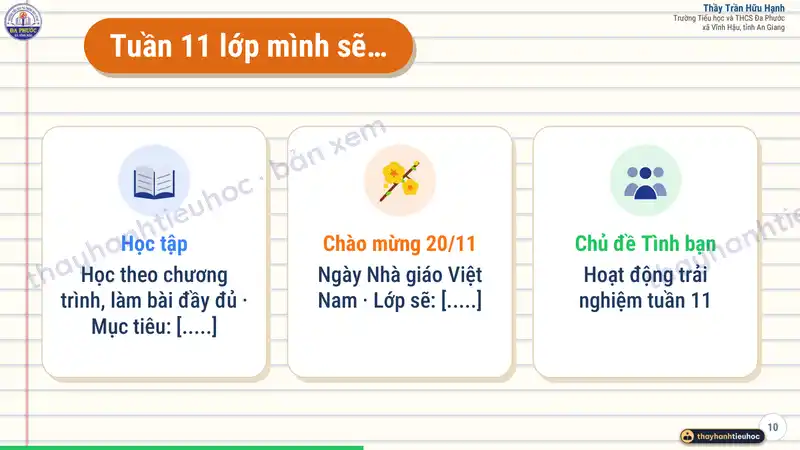 ĐA PHƯỚC
Thầy Trần Hữu Hạnh
Trường Tiểu học và THCS Đa Phước
xã Vĩnh Hậu, tỉnh An Giang
Tuần 11 lớp mình sẽ…
Học tập
Học theo chương
trình, làm bài đầy đủ ·
Mục tiêu: [.....]
Chào mừng 20/11
Ngày Nhà giáo Việt
Nam · Lớp sẽ: [.....]
Chủ đề Tình bạn
Hoạt động trải
nghiệm tuần 11
thayhanhtieuhoc · bản xem
thayhanhtieuh
thayhanhtieuhoc
10